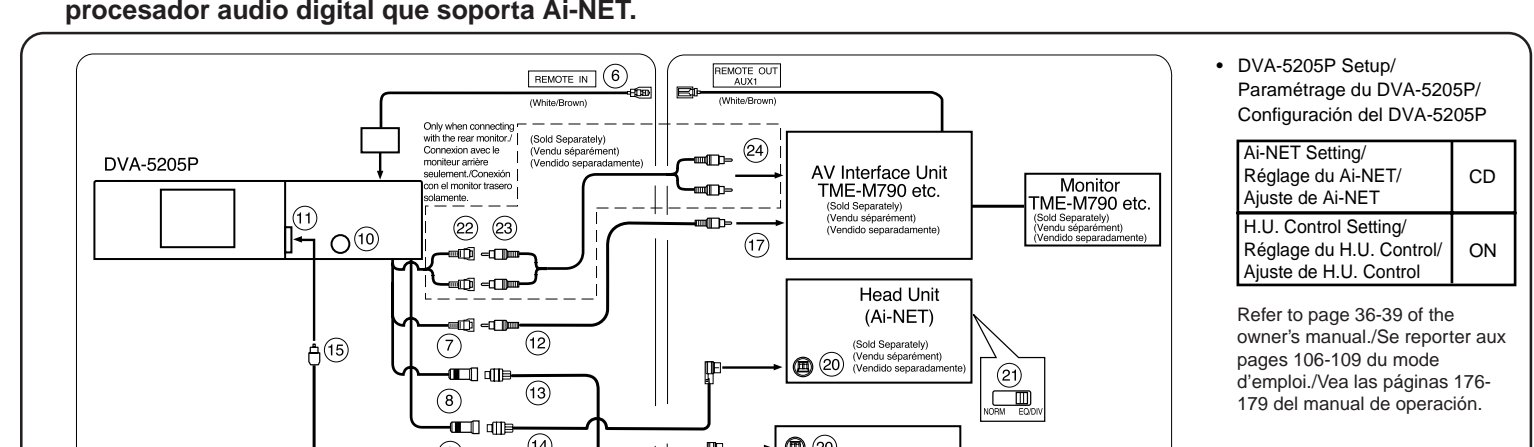 procesador audio digital que soporta Ai-NET.
REMOTE IN
6
(White/Brown)
REMOTE OUT
AUX1
(White/Brown)
DVA-5205P
Only when connecting
with the rear monitor./
Connexion avec le
moniteur arrière
seulement./Conexión
con el monitor trasero
solamente.
(Sold Separately)
(Vendu séparément)
(Vendido separadamente)
24
11
10
22
23
17
AV Interface Unit
TME-M790 etc.
(Sold Separately)
(Vendu séparément)
(Vendido separadamente)
Monitor
TME-M790 etc.
(Sold Separately)
(Vendu séparément)
(Vendido separadamente)
7
12
15
8
13
14
Head Unit
(Ai-NET)
(Sold Separately)
(Vendu séparément)
(Vendido separadamente)
20
21
NORM EQ/DIV
20
• DVA-5205P Setup/
Paramétrage du DVA-5205P/
Configuración del DVA-5205P
Ai-NET Setting/
Réglage du Ai-NET/
Ajuste de Ai-NET
CD
H.U. Control Setting/
Réglage du H.U. Control/
Ajuste de H.U. Control
ON
Refer to page 36-39 of the
owner's manual./Se reporter aux
pages 106-109 du mode
d'emploi./Vea las páginas 176-
179 del manual de operación.